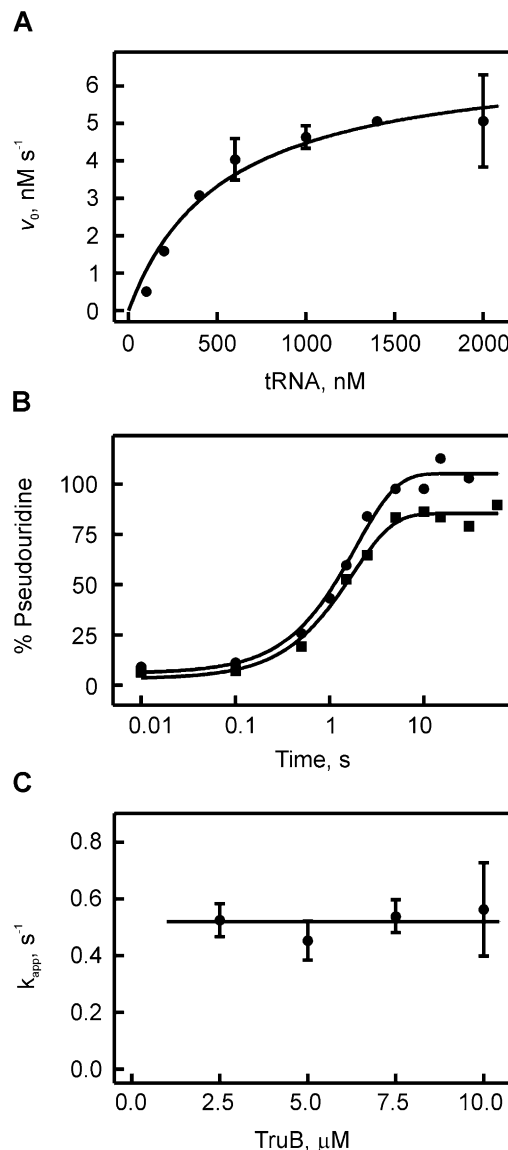 A
6
5
4
3
2
1
0
v₀, nM s⁻¹
0 500 1000 1500 2000
tRNA, nM
B
100
75
50
25
0
% Pseudouridine
0.01 0.1 1 10
Time, s
C
0.8
0.6
0.4
0.2
0.0
k_app, s⁻¹
0.0 2.5 5.0 7.5 10.0
TruB, μM